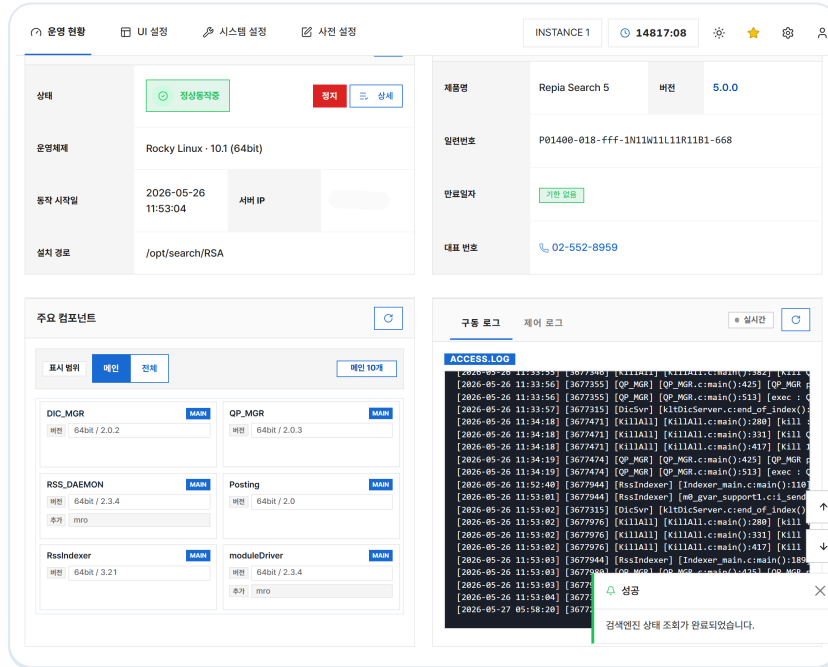 운영 현황 UI 설정 시스템 설정 사전 설정 INSTANCE 1 14817:08
상태 정상동작중 정지 상세
운영체제 Rocky Linux · 10.1 (64bit)
동작 시작일 2026-05-26 11:53:04 서버 IP
설치 경로 /opt/search/RSA
제품명 Repia Search 5 버전 5.0.0
일련번호 P01400-018-fff-1N11W11L11R11B1-668
만료일자 기한 없음
대표 번호 02-552-8959
주요 컴포넌트
표시 범위 메인 전체 메인 10개
DIC_MGR MAIN
버전 64bit / 2.0.2
QP_MGR MAIN
버전 64bit / 2.0.3
RSS_DAEMON MAIN
버전 64bit / 2.3.4
추가 mro
Posting MAIN
버전 64bit / 2.0
RssIndexer MAIN
버전 64bit / 3.21
moduleDriver MAIN
버전 64bit / 2.3.4
추가 mro
구동 로그 제어 로그 실시간
ACCESS.LOG
[2026-05-26 11:33:55] [3677346] [KillAll] [KillAll.c:main():382] [Kill
[2026-05-26 11:33:56] [3677355] [QP_MGR] [QP_MGR.c:main():425] [QP_MGR
[2026-05-26 11:33:56] [3677355] [QP_MGR] [QP_MGR.c:main():513] [exec :
[2026-05-26 11:33:57] [3677315] [DicSvr] [kltDicServer.c:end_of_index():
[2026-05-26 11:34:18] [3677471] [KillAll] [KillAll.c:main():280] [kill :
[2026-05-26 11:34:18] [3677471] [KillAll] [KillAll.c:main():331] [Kill
[2026-05-26 11:34:18] [3677471] [KillAll] [KillAll.c:main():417] [Kill
[2026-05-26 11:34:19] [3677474] [QP_MGR] [QP_MGR.c:main():425] [QP_MGR
[2026-05-26 11:34:19] [3677474] [QP_MGR] [QP_MGR.c:main():513] [exec :
[2026-05-26 11:52:40] [3677944] [RssIndexer] [Indexer_main.c:main():110]
[2026-05-26 11:53:01] [3677944] [RssIndexer] [m0_gvar_support1.c:i_send
[2026-05-26 11:53:02] [3677315] [DicSvr] [kltDicServer.c:end_of_index()
[2026-05-26 11:53:02] [3677976] [KillAll] [KillAll.c:main():280] [kill
[2026-05-26 11:53:02] [3677976] [KillAll] [KillAll.c:main():331] [Kill
[2026-05-26 11:53:02] [3677976] [KillAll] [KillAll.c:main():417] [Kill
[2026-05-26 11:53:03] [3677944] [RssIndexer] [Indexer_main.c:main():189
[2026-05-26 11:53:03] [3677980] [QP_MGR] [QP_MGR.c:main():425] [QP_MGR
[2026-05-26 11:53:03]
[2026-05-26 11:53:04]
[2026-05-27 05:58:20]
성공
검색엔진 상태 조회가 완료되었습니다.